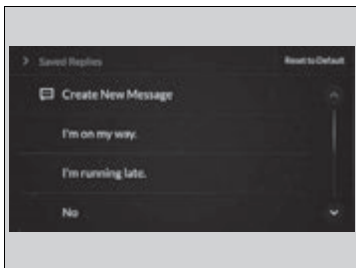 Saved Replies Reset to Default
Create New Message
I'm on my way.
I'm running late.
No